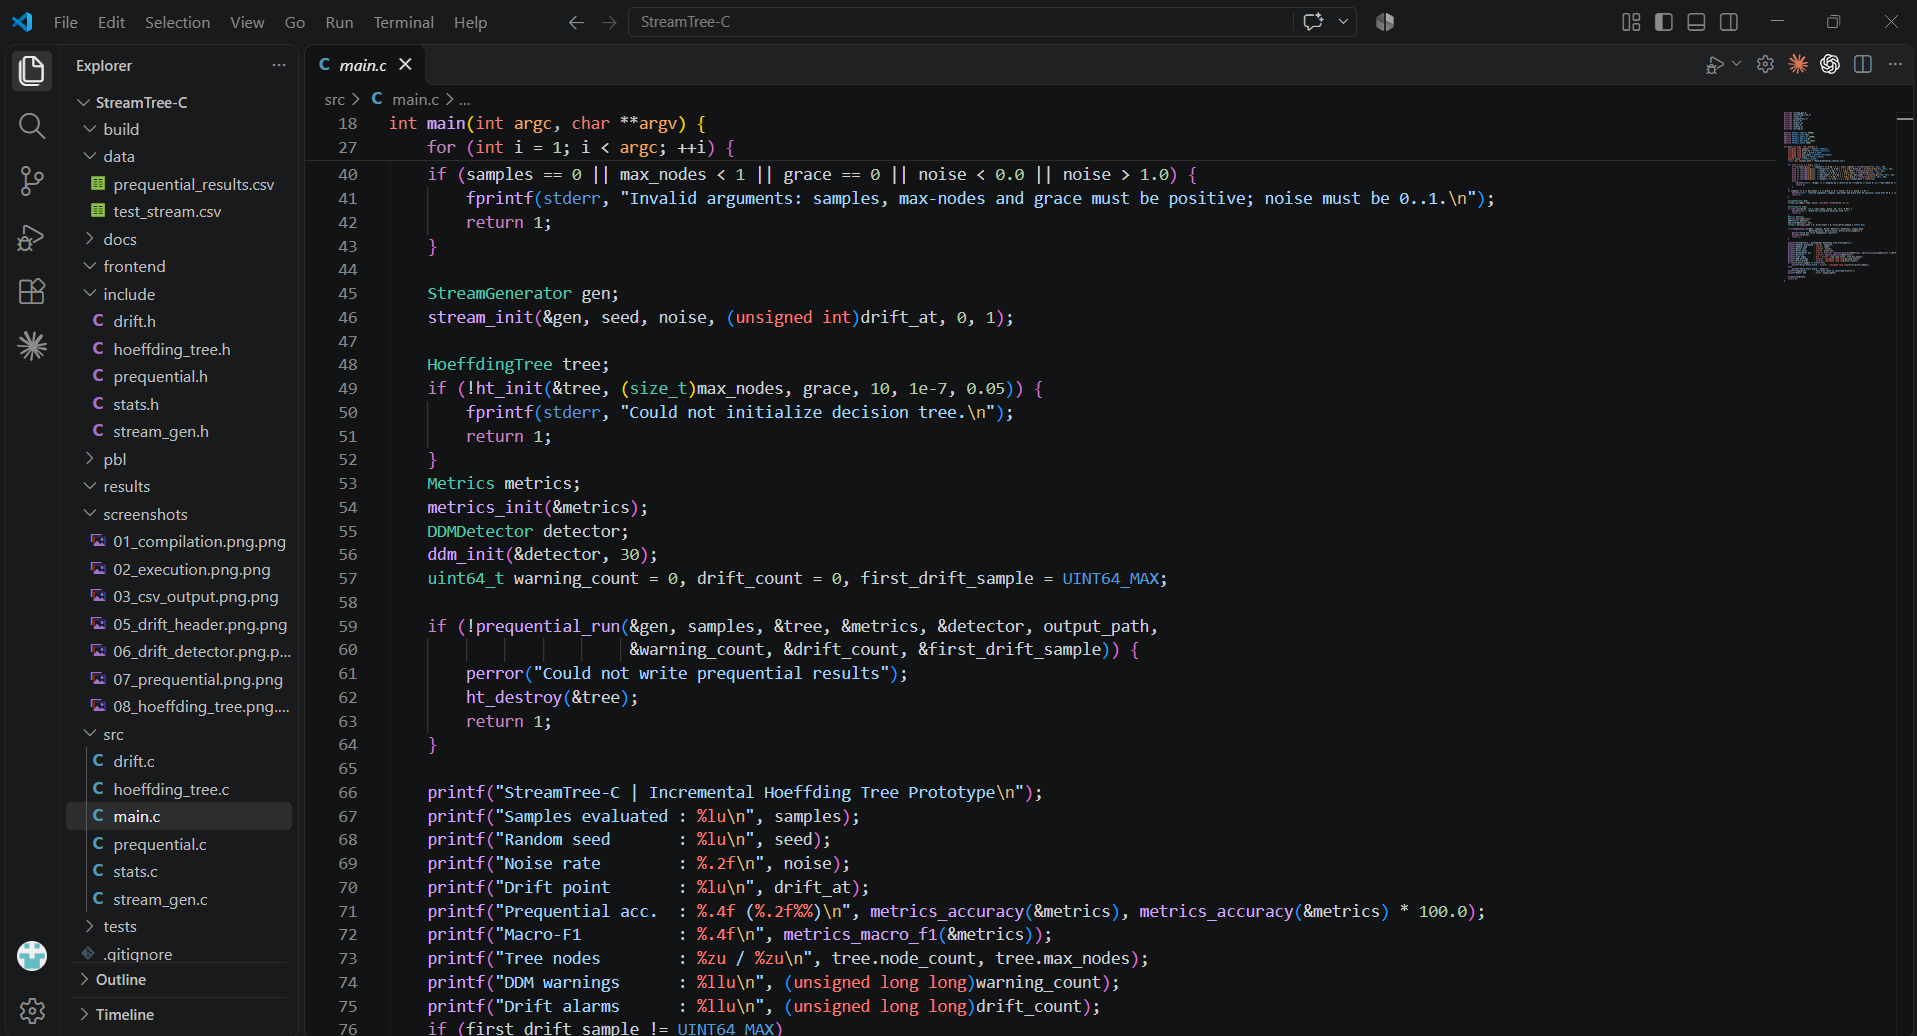 File Edit Selection View Go Run Terminal Help
StreamTree-C
Explorer
StreamTree-C
build
data
prequential_results.csv
test_stream.csv
docs
frontend
include
drift.h
hoeffding_tree.h
prequential.h
stats.h
stream_gen.h
pbl
results
screenshots
01_compilation.png.png
02_execution.png.png
03_csv_output.png.png
05_drift_header.png.png
06_drift_detector.png.p...
07_prequential.png.png
08_hoeffding_tree.png....
src
drift.c
hoeffding_tree.c
main.c
prequential.c
stats.c
stream_gen.c
tests
.gitignore
Outline
Timeline
C main.c
src > C main.c > ...
18 int main(int argc, char **argv) {
27 for (int i = 1; i < argc; ++i) {
40 if (samples == 0 || max_nodes < 1 || grace == 0 || noise < 0.0 || noise > 1.0) {
41 fprintf(stderr, "Invalid arguments: samples, max-nodes and grace must be positive; noise must be 0..1.\n");
42 return 1;
43 }
44
45 StreamGenerator gen;
46 stream_init(&gen, seed, noise, (unsigned int)drift_at, 0, 1);
47
48 HoeffdingTree tree;
49 if (!ht_init(&tree, (size_t)max_nodes, grace, 10, 1e-7, 0.05)) {
50 fprintf(stderr, "Could not initialize decision tree.\n");
51 return 1;
52 }
53 Metrics metrics;
54 metrics_init(&metrics);
55 DDMDetector detector;
56 ddm_init(&detector, 30);
57 uint64_t warning_count = 0, drift_count = 0, first_drift_sample = UINT64_MAX;
58
59 if (!prequential_run(&gen, samples, &tree, &metrics, &detector, output_path,
60 &warning_count, &drift_count, &first_drift_sample)) {
61 perror("Could not write prequential results");
62 ht_destroy(&tree);
63 return 1;
64 }
65
66 printf("StreamTree-C | Incremental Hoeffding Tree Prototype\n");
67 printf("Samples evaluated : %lu\n", samples);
68 printf("Random seed       : %lu\n", seed);
69 printf("Noise rate        : %.2f\n", noise);
70 printf("Drift point       : %lu\n", drift_at);
71 printf("Prequential acc.  : %.4f (%.2f%%)\n", metrics_accuracy(&metrics), metrics_accuracy(&metrics) * 100.0);
72 printf("Macro-F1          : %.4f\n", metrics_macro_f1(&metrics));
73 printf("Tree nodes        : %zu / %zu\n", tree.node_count, tree.max_nodes);
74 printf("DDM warnings      : %llu\n", (unsigned long long)warning_count);
75 printf("Drift alarms      : %llu\n", (unsigned long long)drift_count);
76 if (first_drift_sample != UINT64_MAX)